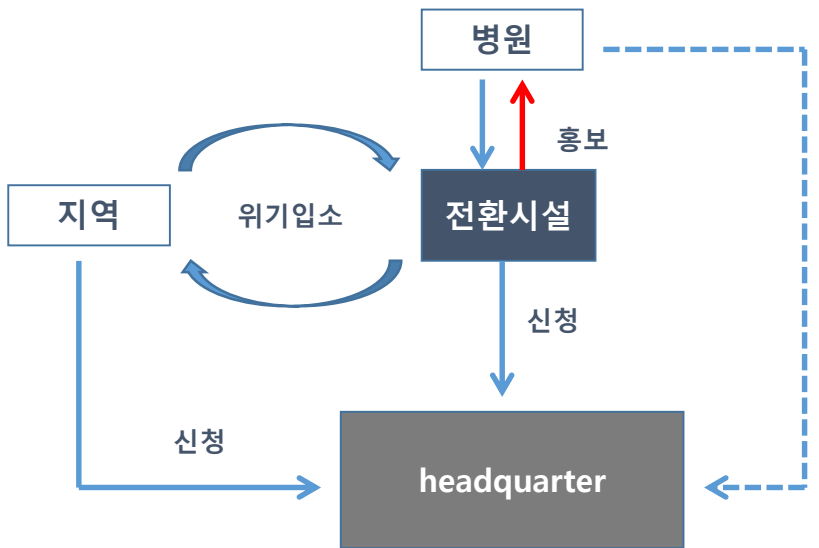 병원
홍보
지역
위기입소
전환시설
신청
신청
headquarter